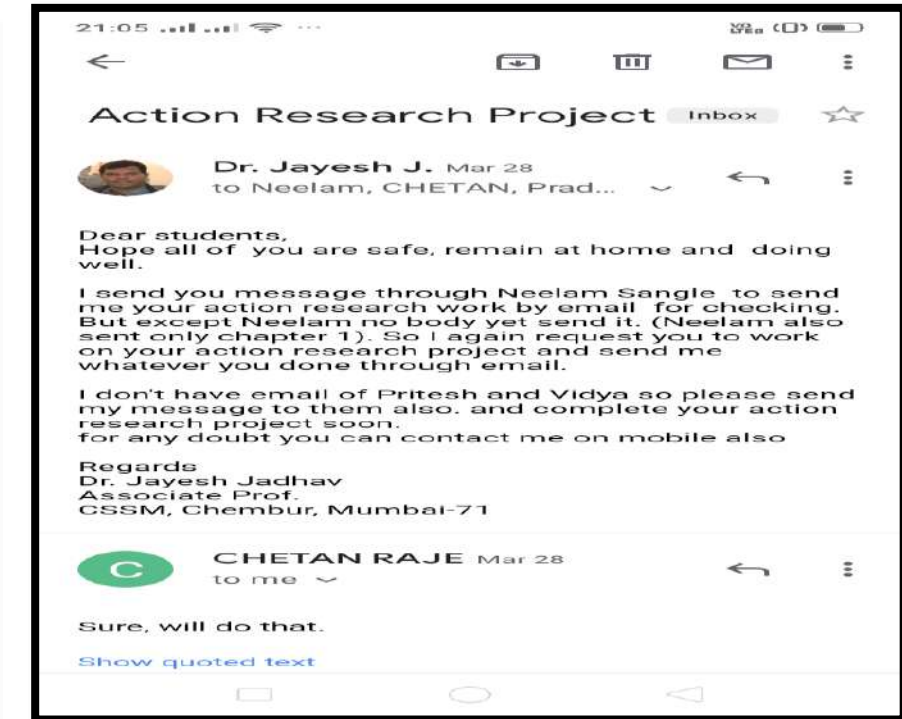 21:05
Action Research Project Inbox
Dr. Jayesh J. Mar 28
to Neelam, CHETAN, Prad...
Dear students,
Hope all of you are safe, remain at home and doing
well.
I send you message through Neelam Sangle to send
me your action research work by email for checking.
But except Neelam no body yet send it. (Neelam also
sent only chapter 1). So I again request you to work
on your action research project and send me
whatever you done through email.
I don't have email of Pritesh and Vidya so please send
my message to them also. and complete your action
research project soon.
for any doubt you can contact me on mobile also
Regards
Dr. Jayesh Jadhav
Associate Prof.
CSSM, Chembur, Mumbai-71
C
CHETAN RAJE Mar 28
to me
Sure, will do that.
Show quoted text